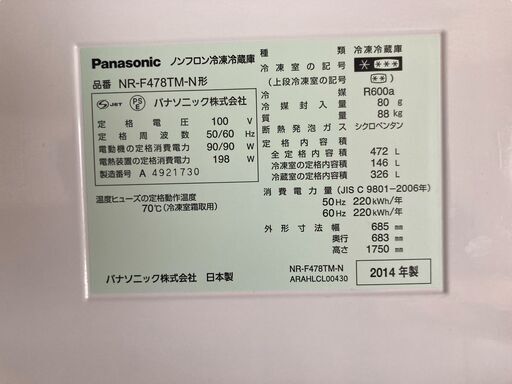 Panasonic ノンフロン冷凍冷蔵庫
品番 NR-F478TM-N形
JET PS E パナソニック株式会社
定格電圧 100 V
定格周波数 50/60 Hz
電動機の定格消費電力 90/90 W
電熱装置の定格消費電力 198 W
製造番号 A 4921730
温度ヒューズの定格動作温度
70℃(冷凍室霜取用)
パナソニック株式会社 日本製
種類 冷凍冷蔵庫
冷凍室の記号 * ***
(上段冷凍室の記号) **
冷媒 R600a
冷媒封入量 80 g
質量 88 kg
断熱発泡ガス シクロペンタン
定格内容積
全定格内容積 472 L
冷凍室の定格内容積 146 L
冷蔵室の定格内容積 326 L
消費電力量(JIS C 9801-2006年)
50Hz 220kWh/年
60Hz 220kWh/年
外形寸法 幅 685 mm
奥行 683 mm
高さ 1750 mm
NR-F478TM-N
ARAHLCL00430
2014年製